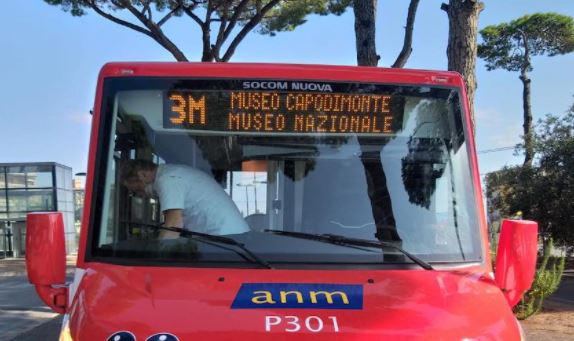 SOCOM NUOVA
3M MUSEO CAPODIMONTE
MUSEO NAZIONALE
anm
P301